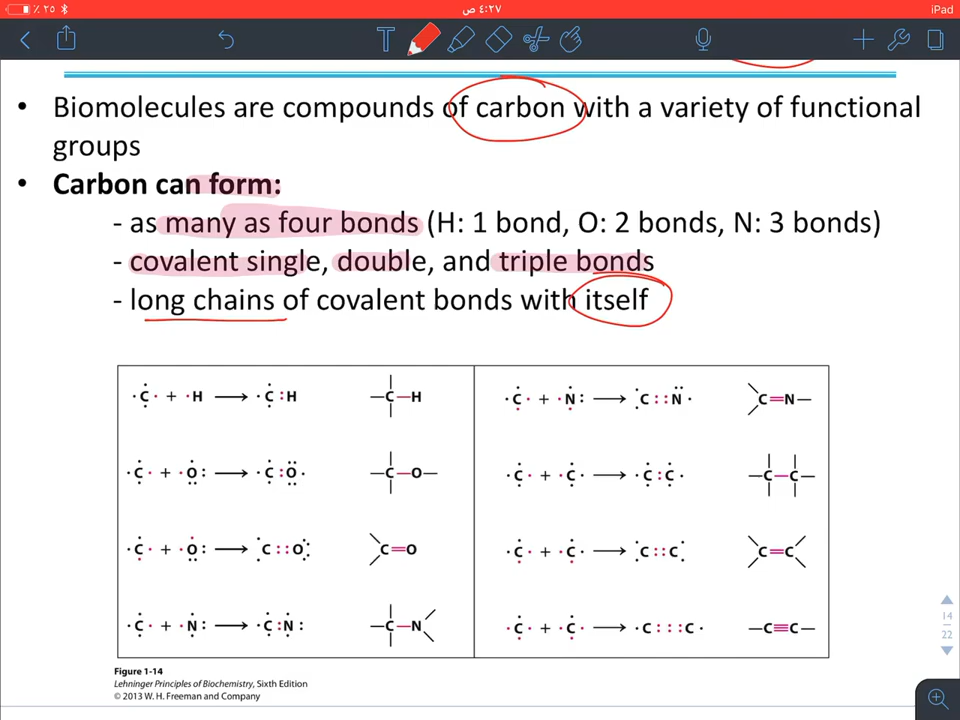 ٪ ٢٥ ٤:٢٧ ص iPad
T
• Biomolecules are compounds of carbon with a variety of functional
groups
• Carbon can form:
- as many as four bonds (H: 1 bond, O: 2 bonds, N: 3 bonds)
- covalent single, double, and triple bonds
- long chains of covalent bonds with itself
·C· + ·H → ·C:H —C—H
·C· + ·N: → C::N· C=N—
·C· + ·O: → ·C:O· —C—O—
·C· + ·C· → ·C:C· —C—C—
·C· + ·O: → C::O C=O
·C· + ·C· → C::C C=C
·C· + ·N: → ·C:N: —C—N
·C· + ·C· → ·C:::C· —C≡C—
14
22
Figure 1-14
Lehninger Principles of Biochemistry, Sixth Edition
© 2013 W. H. Freeman and Company